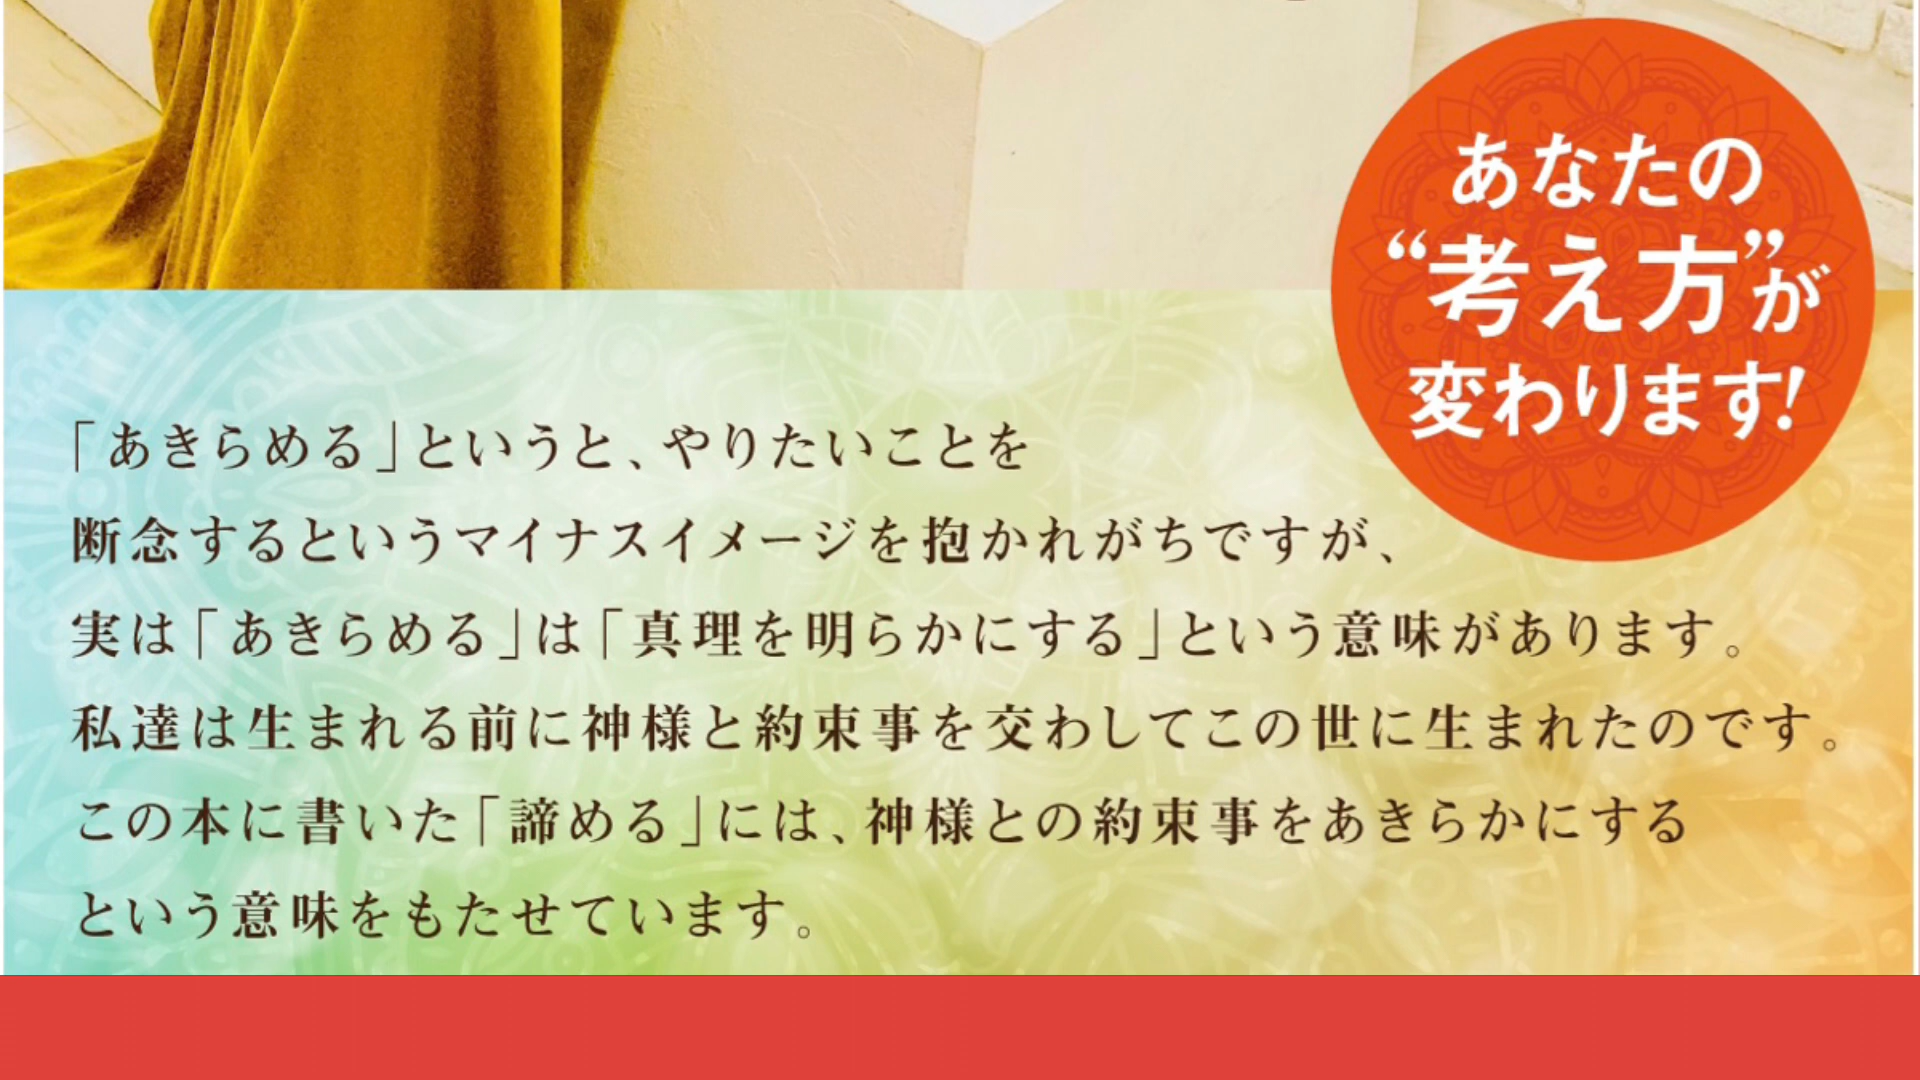 あなたの
“考え方”が
変わります!
「あきらめる」というと、やりたいことを
断念するというマイナスイメージを抱かれがちですが、
実は「あきらめる」は「真理を明らかにする」という意味があります。
私達は生まれる前に神様と約束事を交わしてこの世に生まれたのです。
この本に書いた「諦める」には、神様との約束事をあきらかにする
という意味をもたせています。